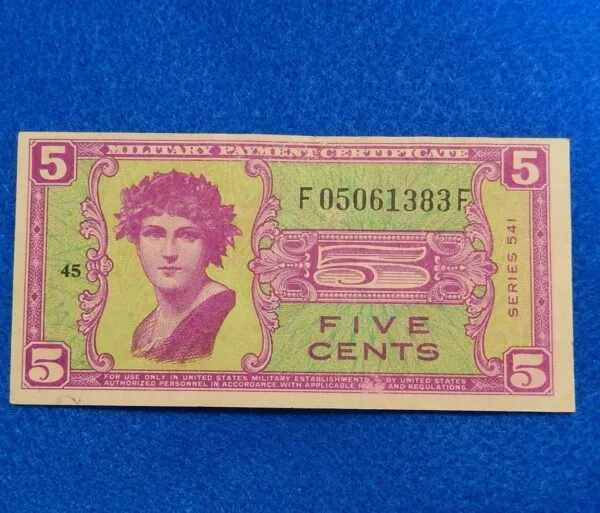 5 MILITARY PAYMENT CERTIFICATE 5
F05061383F
45
5
SERIES 541
FIVE
CENTS
5 5
FOR USE ONLY IN UNITED STATES MILITARY ESTABLISHMENTS BY UNITED STATES
AUTHORIZED PERSONNEL IN ACCORDANCE WITH APPLICABLE RULES AND REGULATIONS.